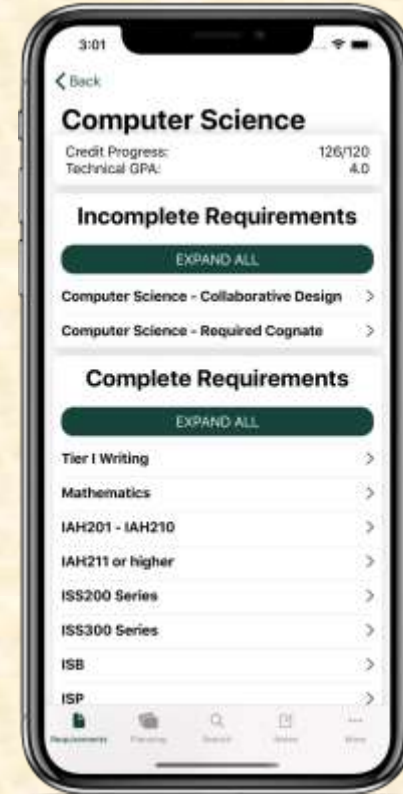 3:01
Back
Computer Science
Credit Progress: 126/120
Technical GPA: 4.0
Incomplete Requirements
EXPAND ALL
Computer Science - Collaborative Design
Computer Science - Required Cognate
Complete Requirements
EXPAND ALL
Tier I Writing
Mathematics
IAH201 - IAH210
IAH211 or higher
ISS200 Series
ISS300 Series
ISB
ISP
Requirements Planning Search Notes More